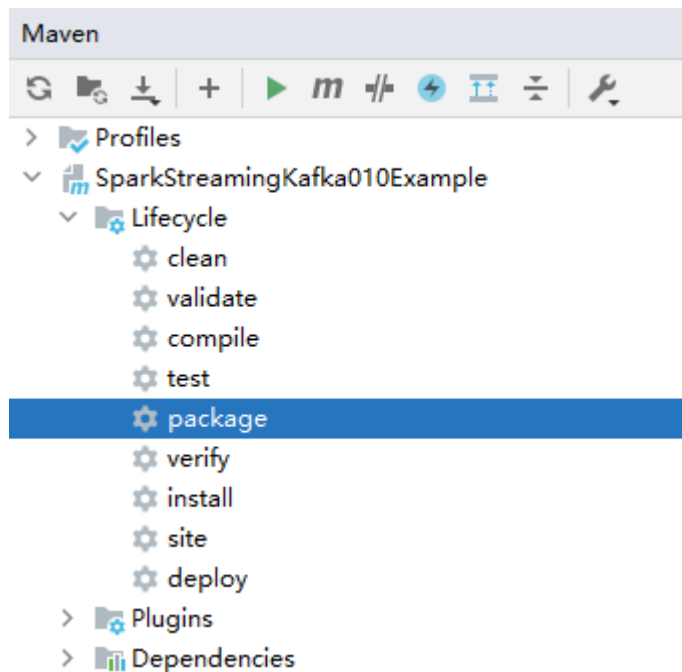 Maven
m
Profiles
m SparkStreamingKafka010Example
Lifecycle
clean
validate
compile
test
package
verify
install
site
deploy
Plugins
Dependencies